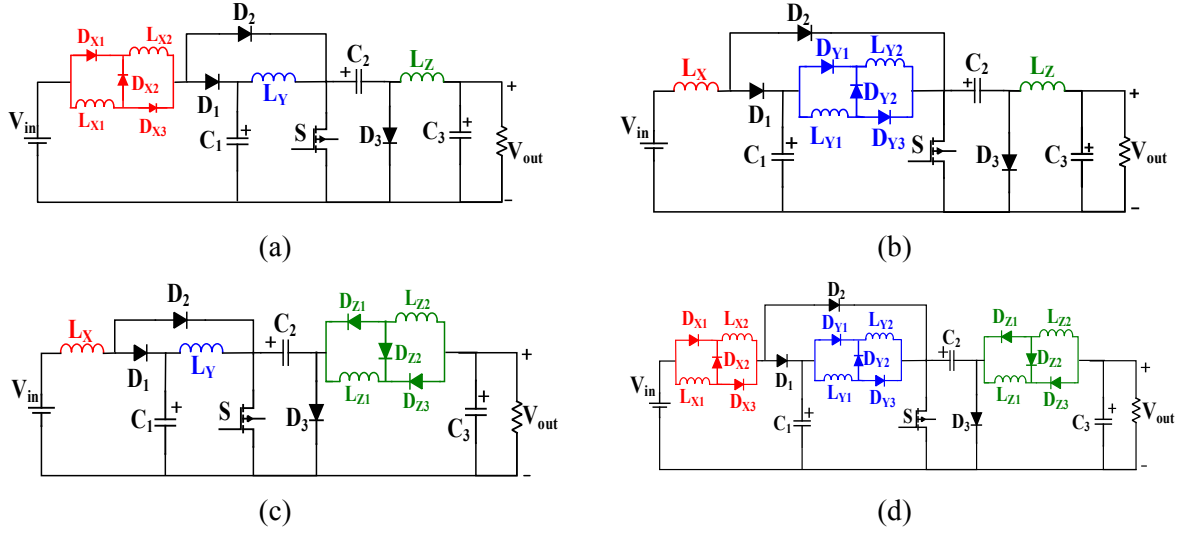 D2
DX1
LX2
DX2
LX1
DX3
D1
LY
C2
LZ
Vin
C1
S
D3
C3
Vout
+
+
+
+
-
(a)
D2
LX
D1
DY1
LY2
DY2
LY1
DY3
C2
LZ
Vin
C1
S
D3
C3
Vout
+
+
+
+
-
(b)
D2
LX
D1
LY
C2
DZ1
LZ2
DZ2
LZ1
DZ3
Vin
C1
S
D3
C3
Vout
+
+
+
+
-
(c)
D2
DX1
LX2
DX2
LX1
DX3
D1
DY1
LY2
DY2
LY1
DY3
C2
DZ1
LZ2
DZ2
LZ1
DZ3
Vin
C1
S
D3
C3
Vout
+
+
+
+
-
(d)